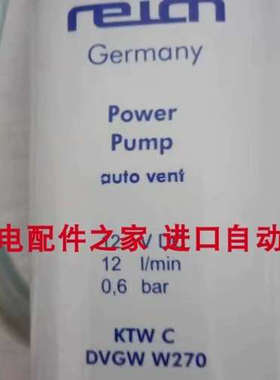 reich
Germany
Power
Pump
auto vent
电配件之家 进口自动
12 V D
12 l/min
0,6 bar
KTW C
DVGW W270